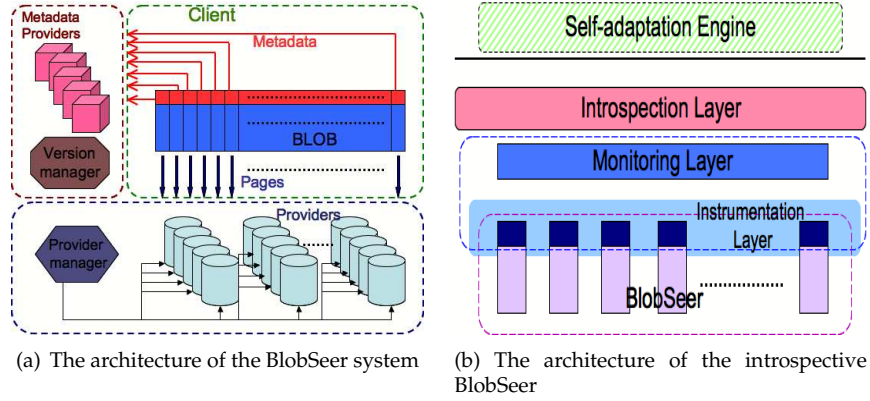 Metadata
Providers
Client
Metadata
BLOB
Version
manager
Pages
Providers
Provider
manager
(a) The architecture of the BlobSeer system
Self-adaptation Engine
Introspection Layer
Monitoring Layer
Instrumentation
Layer
BlobSeer
(b) The architecture of the introspective
BlobSeer